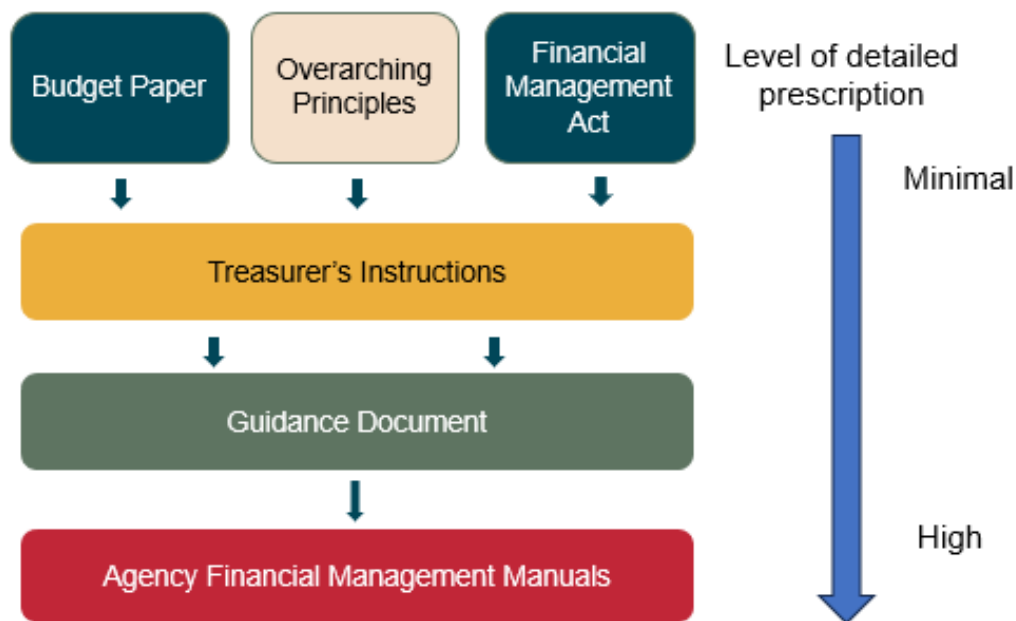 Budget Paper
Overarching
Principles
Financial
Management
Act
Level of detailed
prescription
Minimal
Treasurer’s Instructions
Guidance Document
High
Agency Financial Management Manuals